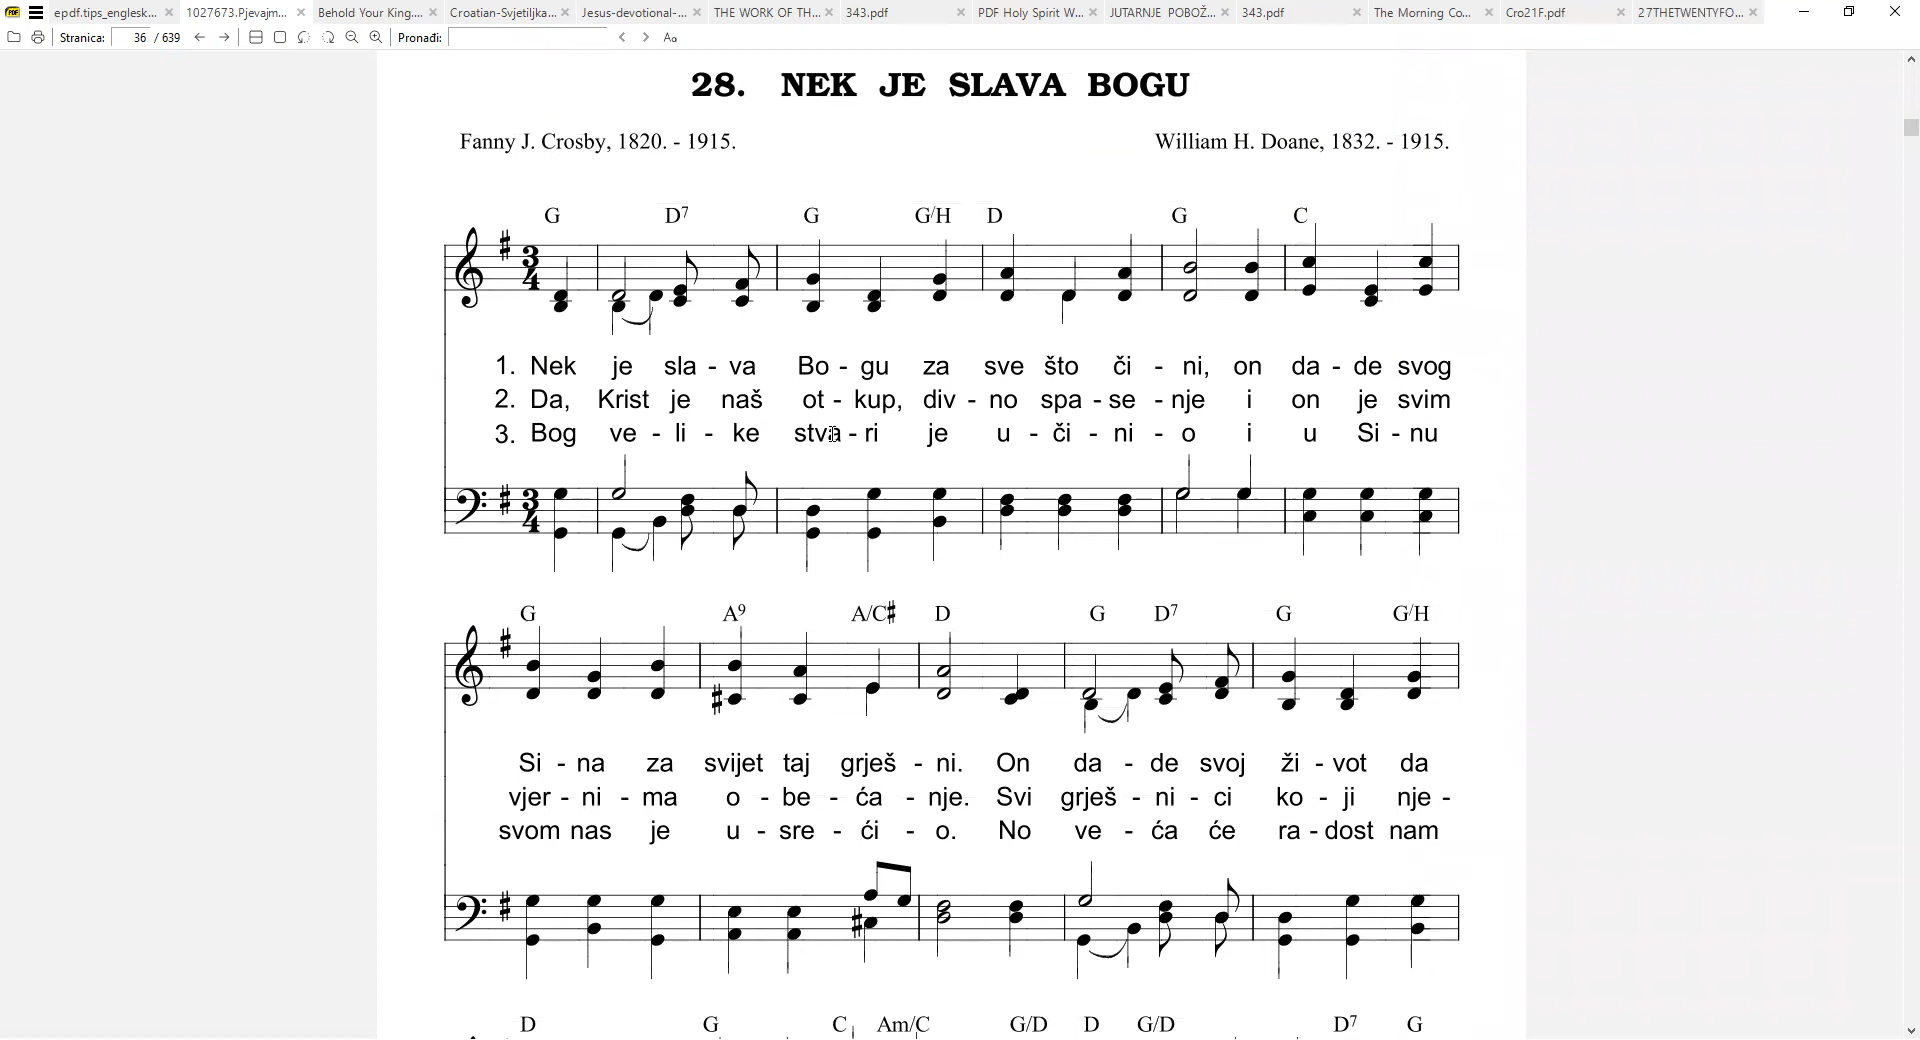 epdf.tips_englesk... 1027673.Pjevajm... Behold Your King.... Croatian-Svjetiljka... Jesus-devotional-... THE WORK OF TH... 343.pdf PDF Holy Spirit W... JUTARNJE POBOŽ... 343.pdf The Morning Co... Cro21F.pdf 27THETWENTYFO...
Stranica: 36 / 639 Pronađi: Aa
28. NEK JE SLAVA BOGU
Fanny J. Crosby, 1820. - 1915. William H. Doane, 1832. - 1915.
G D7 G G/H D G C
3 4
1. Nek je sla - va Bo - gu za sve što či - ni, on da - de svog
2. Da, Krist je naš ot - kup, div - no spa - se - nje i on je svim
3. Bog ve - li - ke stva - ri je u - či - ni - o i u Si - nu
3 4
G A9 A/C# D G D7 G G/H
Si - na za svijet taj grješ - ni. On da - de svoj ži - vot da
vjer - ni - ma o - be - ća - nje. Svi grješ - ni - ci ko - ji nje -
svom nas je u - sre - ći - o. No ve - ća će ra - dost nam
D G C Am/C G/D D G/D D7 G